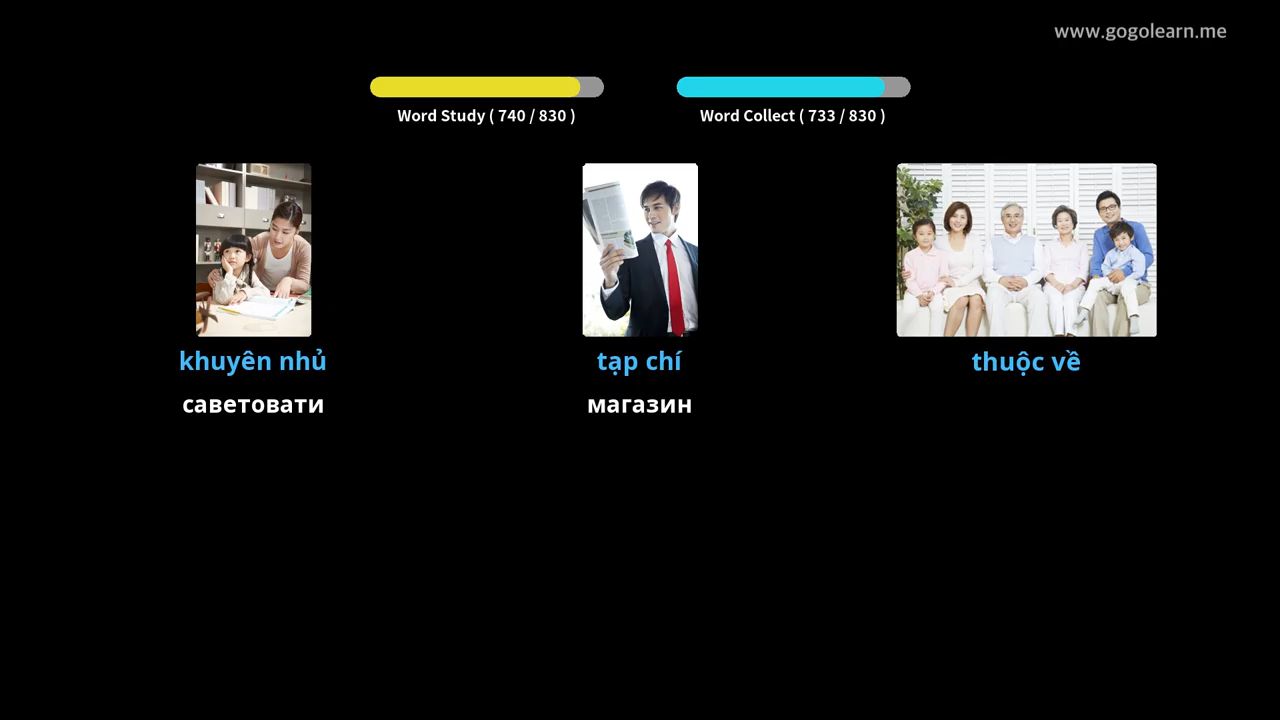 www.gogolearn.me
Word Study ( 740 / 830 )
Word Collect ( 733 / 830 )
khuyên nhủ
tạp chí
thuộc về
саветовати
магазин